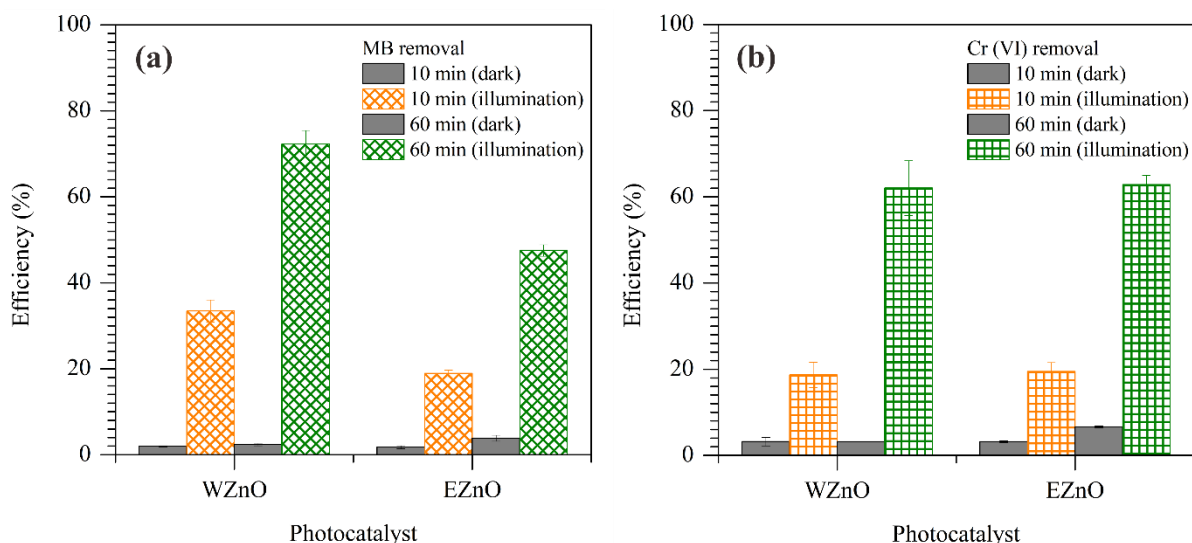 (a)
MB removal
10 min (dark)
10 min (illumination)
60 min (dark)
60 min (illumination)
100
80
60
40
20
0
Efficiency (%)
WZnO
EZnO
Photocatalyst
(b)
Cr (VI) removal
10 min (dark)
10 min (illumination)
60 min (dark)
60 min (illumination)
100
80
60
40
20
0
Efficiency (%)
WZnO
EZnO
Photocatalyst